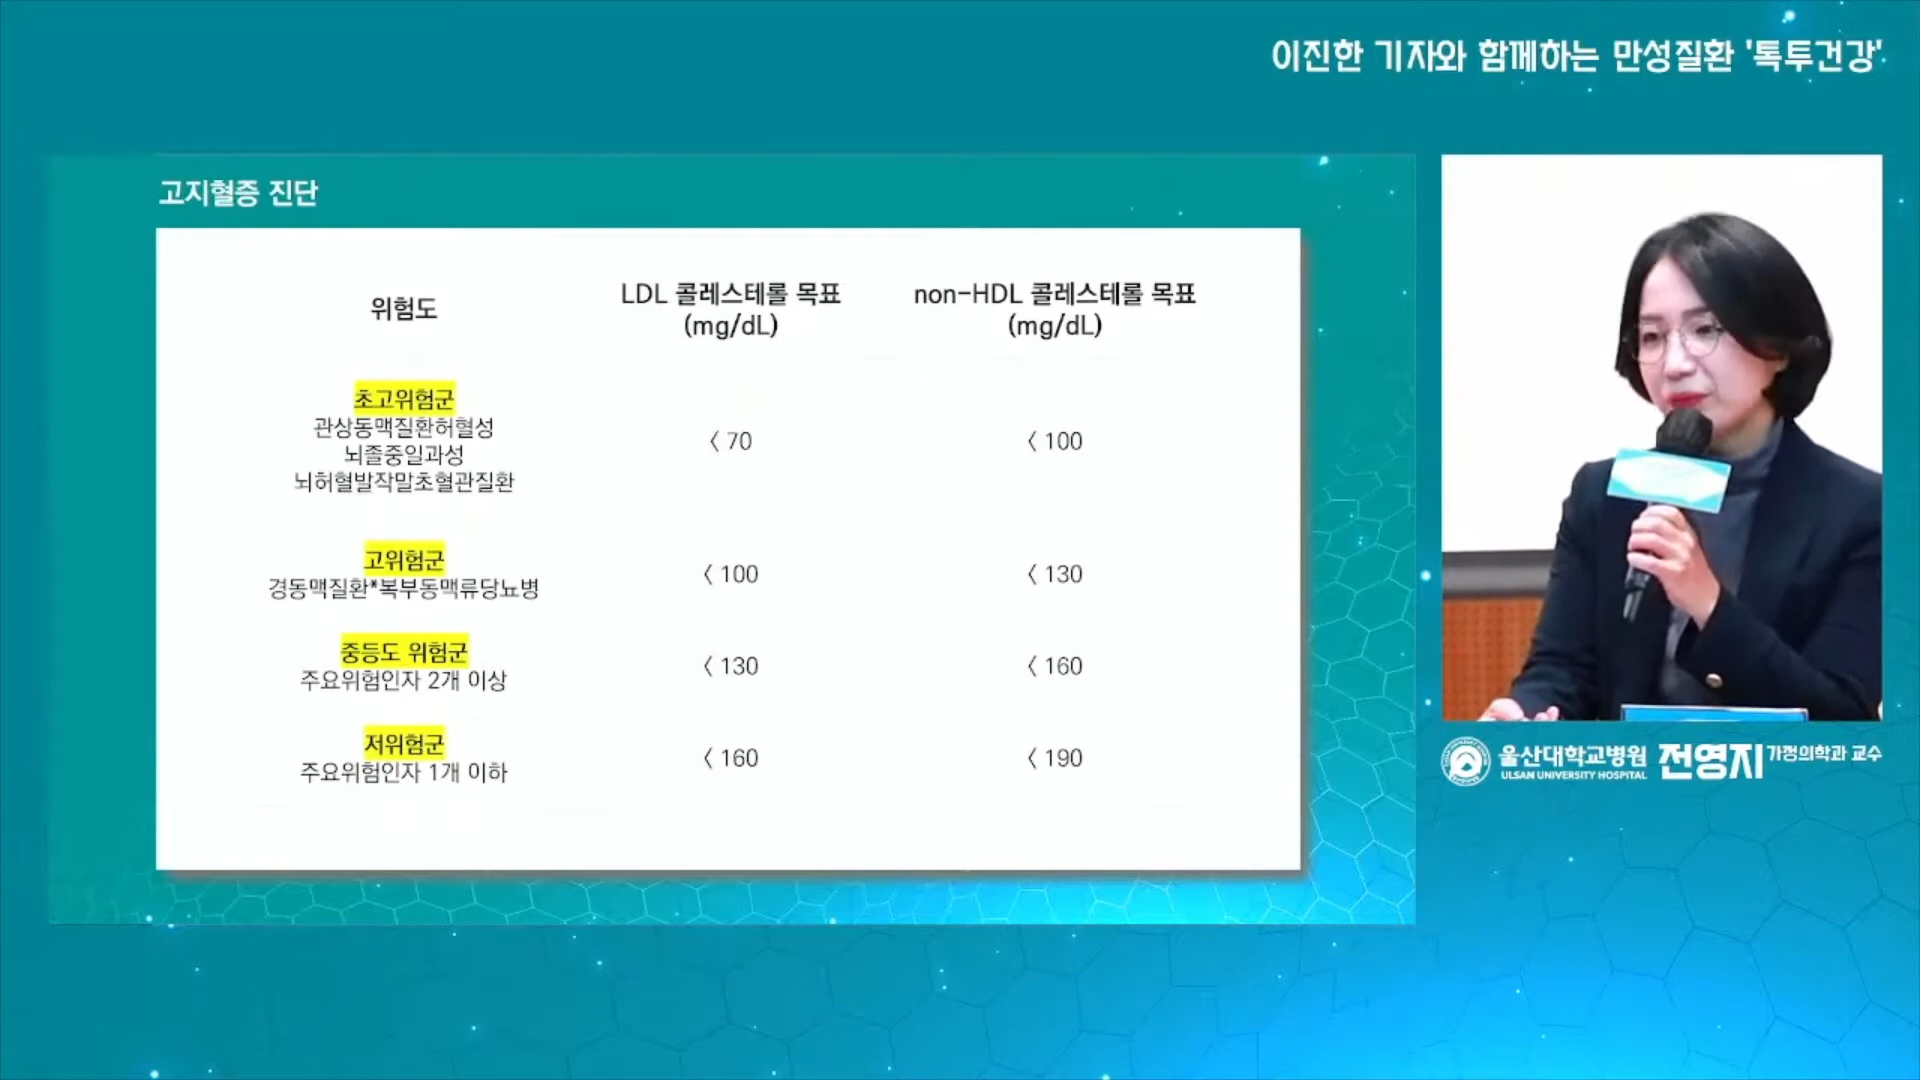 이진한 기자와 함께하는 만성질환 '톡투건강'
고지혈증 진단
위험도
LDL 콜레스테롤 목표
(mg/dL)
non-HDL 콜레스테롤 목표
(mg/dL)
초고위험군
관상동맥질환허혈성
뇌졸중일과성
뇌허혈발작말초혈관질환
< 70
< 100
고위험군
경동맥질환*복부동맥류당뇨병
< 100
< 130
중등도 위험군
주요위험인자 2개 이상
< 130
< 160
저위험군
주요위험인자 1개 이하
< 160
< 190
울산대학교병원
ULSAN UNIVERSITY HOSPITAL
전영지 가정의학과 교수